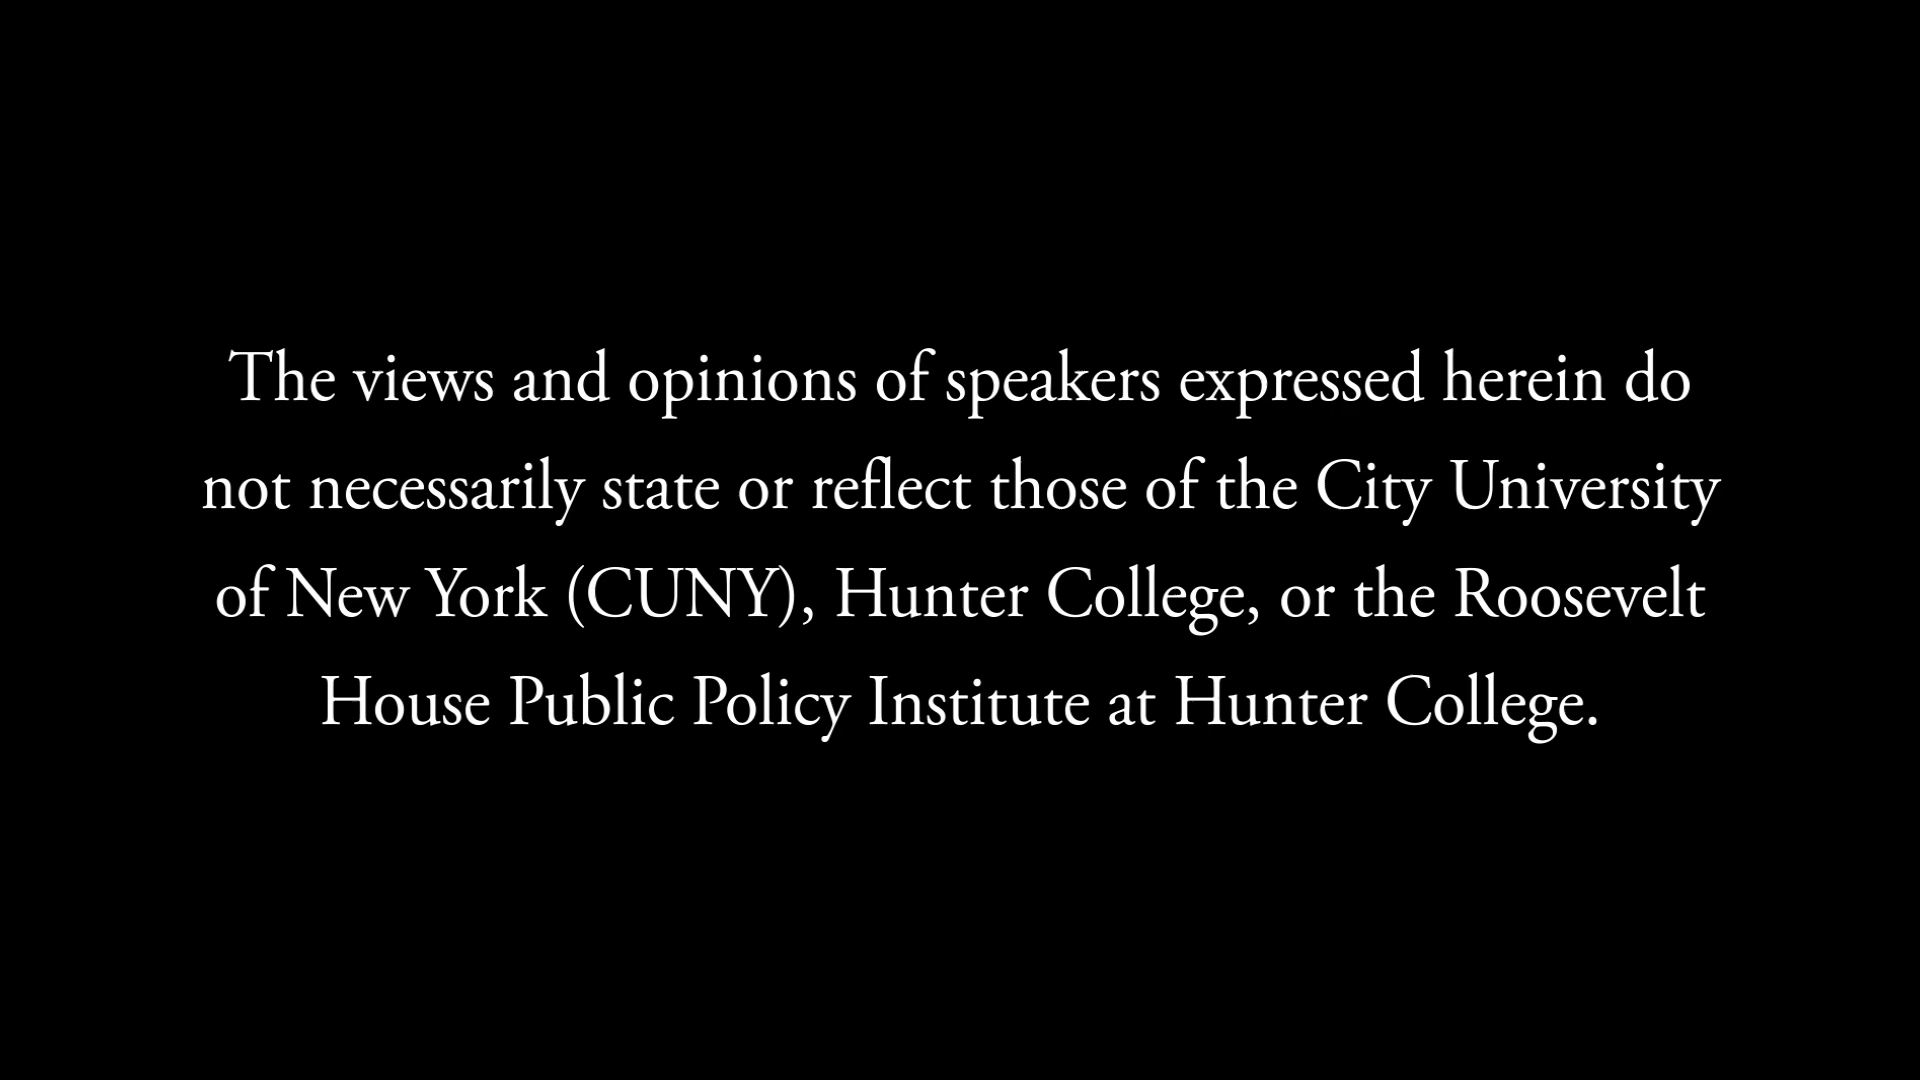 The views and opinions of speakers expressed herein do
not necessarily state or reflect those of the City University
of New York (CUNY), Hunter College, or the Roosevelt
House Public Policy Institute at Hunter College.